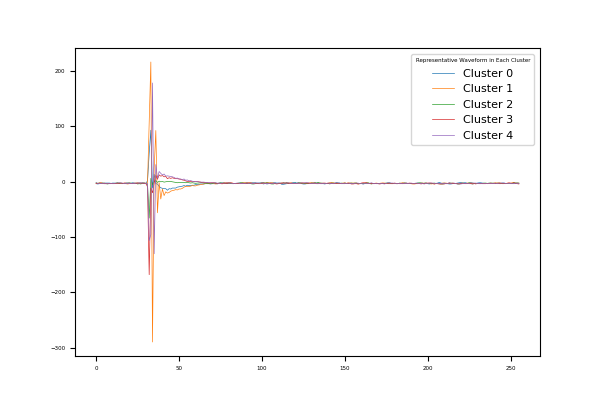 Representative Waveform in Each Cluster
Cluster 0
Cluster 1
Cluster 2
Cluster 3
Cluster 4
200
100
0
−100
−200
−300
0 50 100 150 200 250